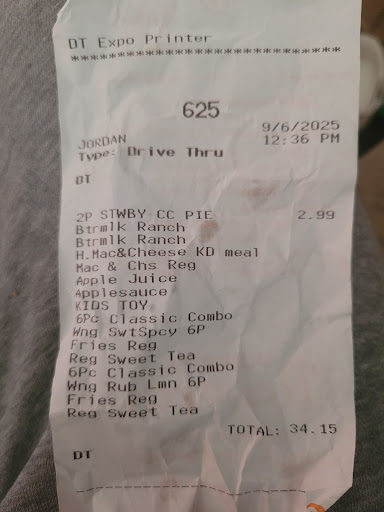 DT Expo Printer
********************************
625
9/6/2025
JORDAN 12:36 PM
Type: Drive Thru
DT
2P STWBY CC PIE 2.99
Btrmlk Ranch
Btrmlk Ranch
H.Mac&Cheese KD meal
Mac & Chs Reg
Apple Juice
Applesauce
KIDS TOY
6Pc Classic Combo
Wng SwtSpcy 6P
Fries Reg
Reg Sweet Tea
6Pc Classic Combo
Wng Rub Lmn 6P
Fries Reg
Reg Sweet Tea
TOTAL: 34.15
DT